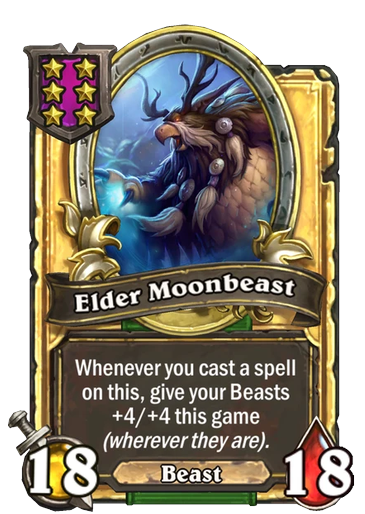 Elder Moonbeast
Whenever you cast a spell
on this, give your Beasts
+4/+4 this game
(wherever they are).
18
Beast
18